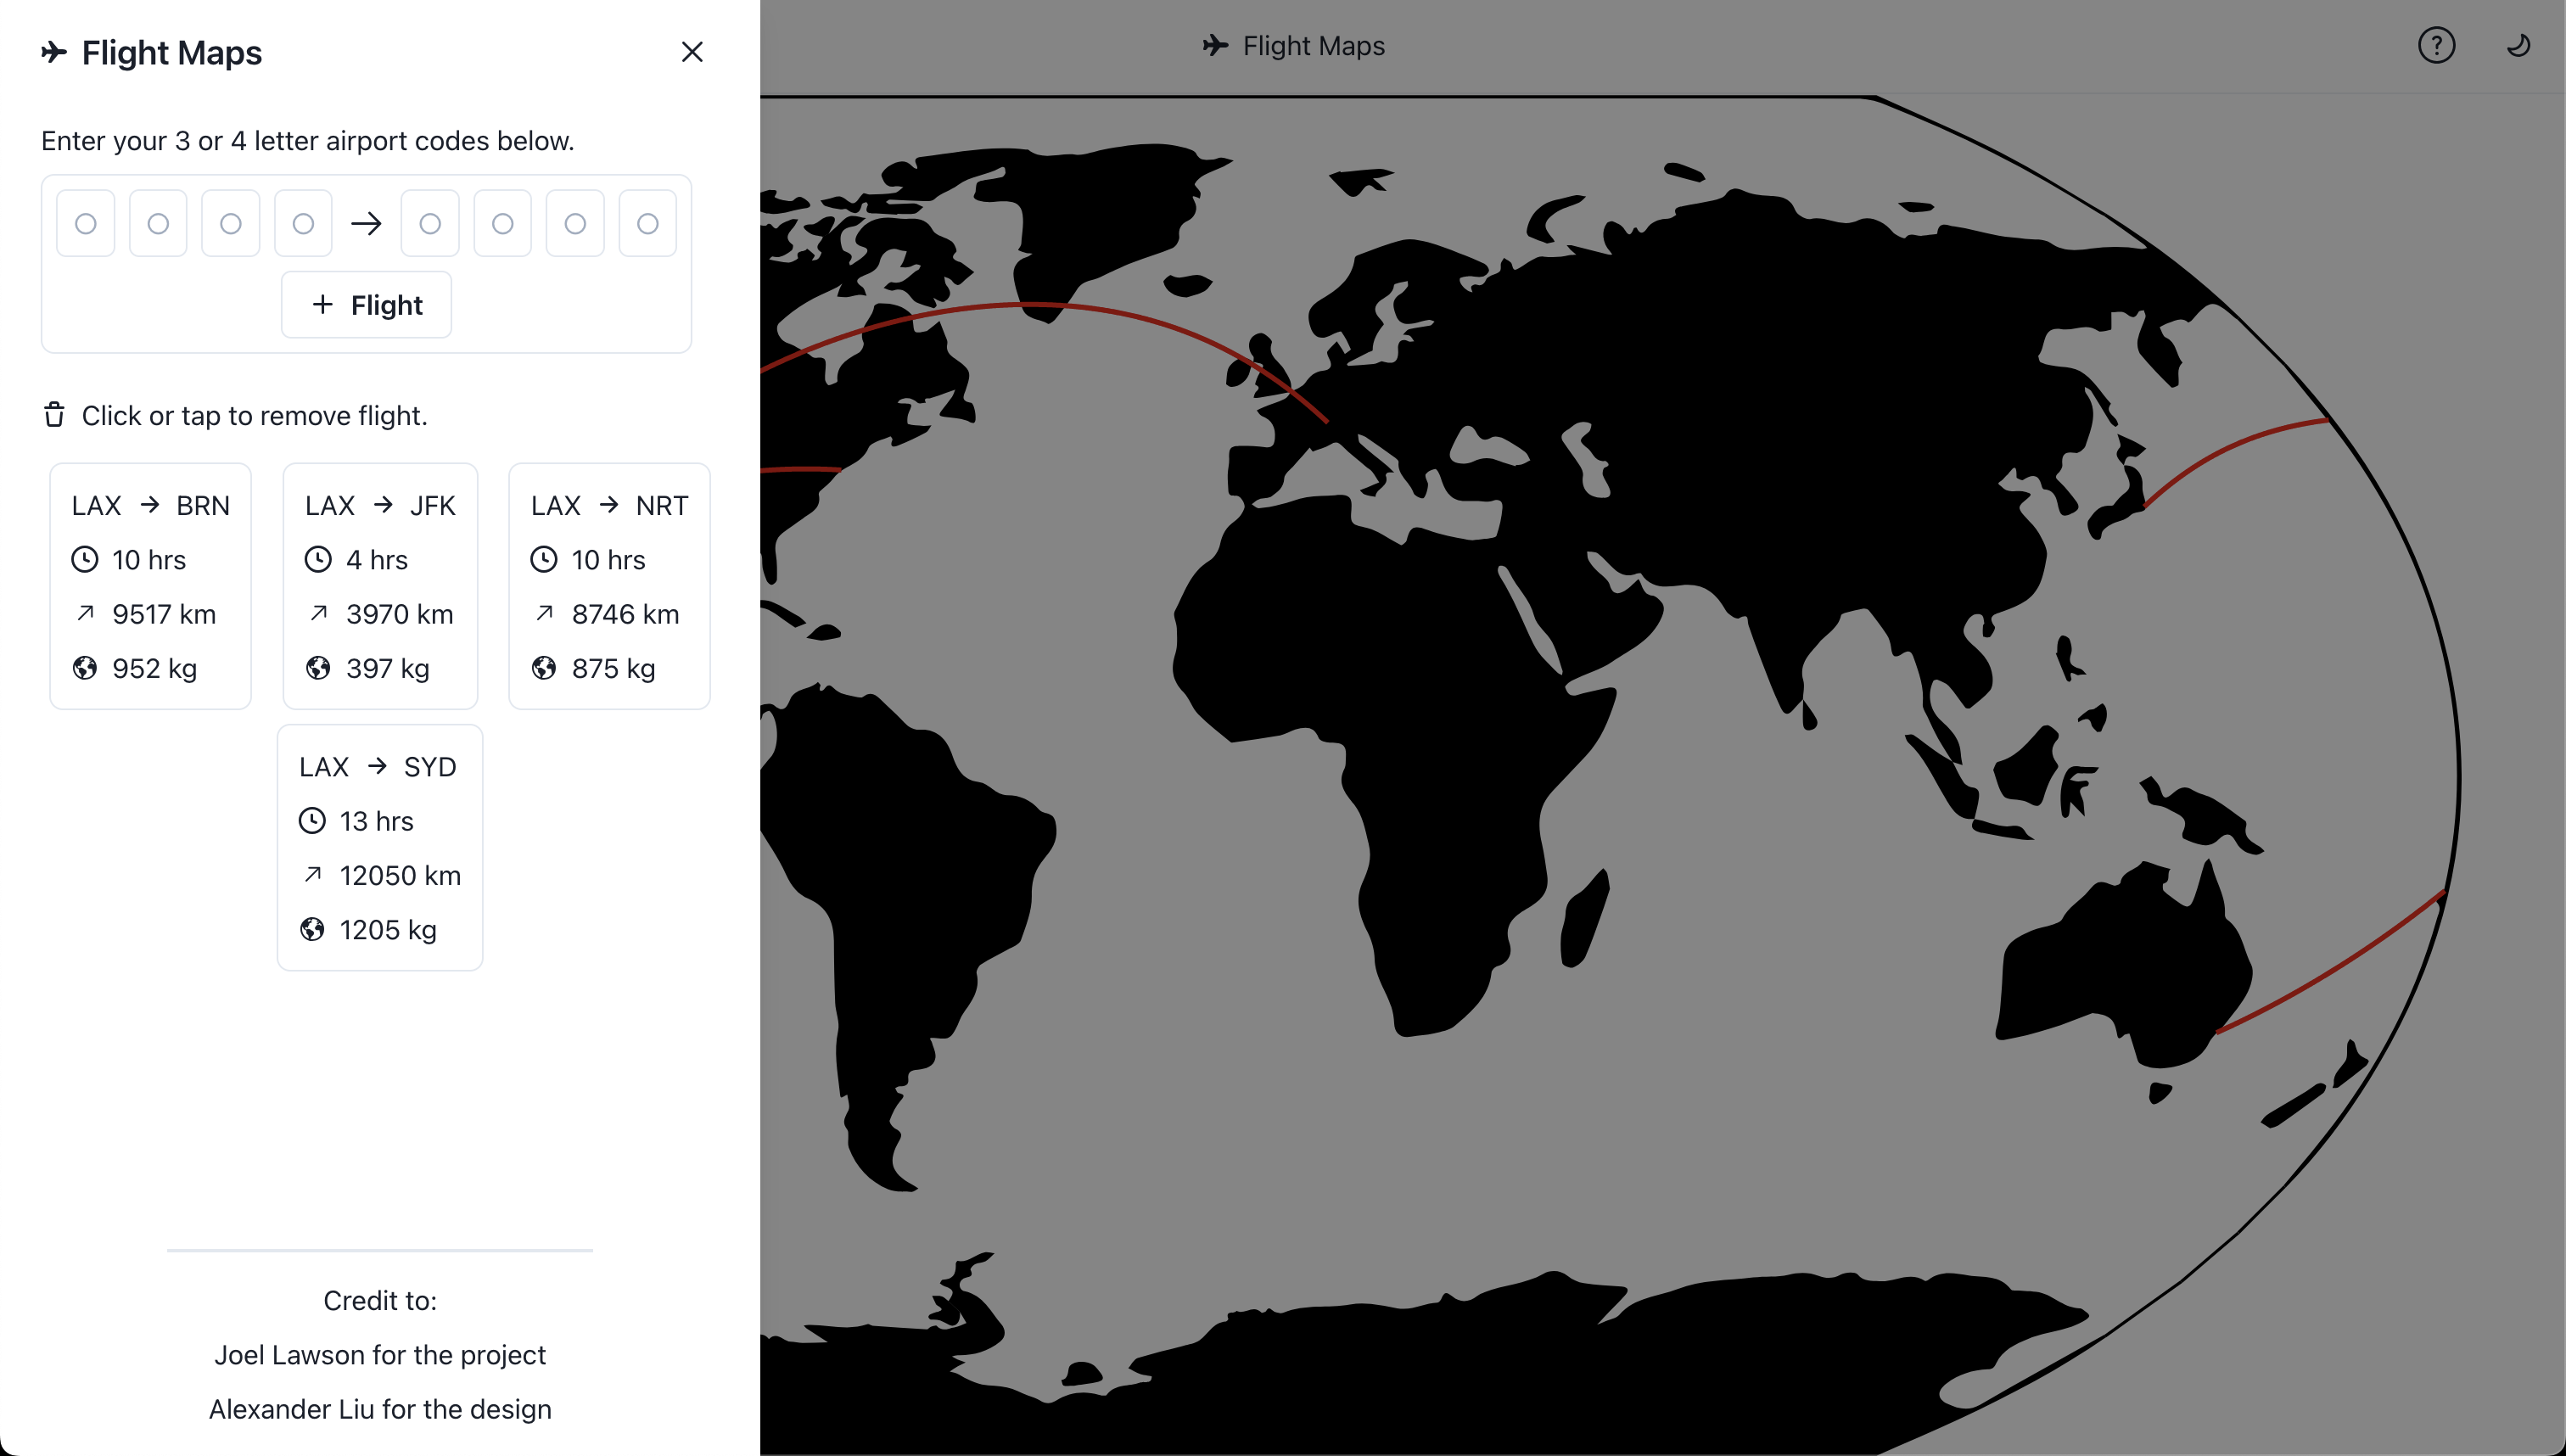 Flight Maps
Flight Maps
?
Enter your 3 or 4 letter airport codes below.
+ Flight
Click or tap to remove flight.
LAX → BRN
10 hrs
9517 km
952 kg
LAX → JFK
4 hrs
3970 km
397 kg
LAX → NRT
10 hrs
8746 km
875 kg
LAX → SYD
13 hrs
12050 km
1205 kg
Credit to:
Joel Lawson for the project
Alexander Liu for the design